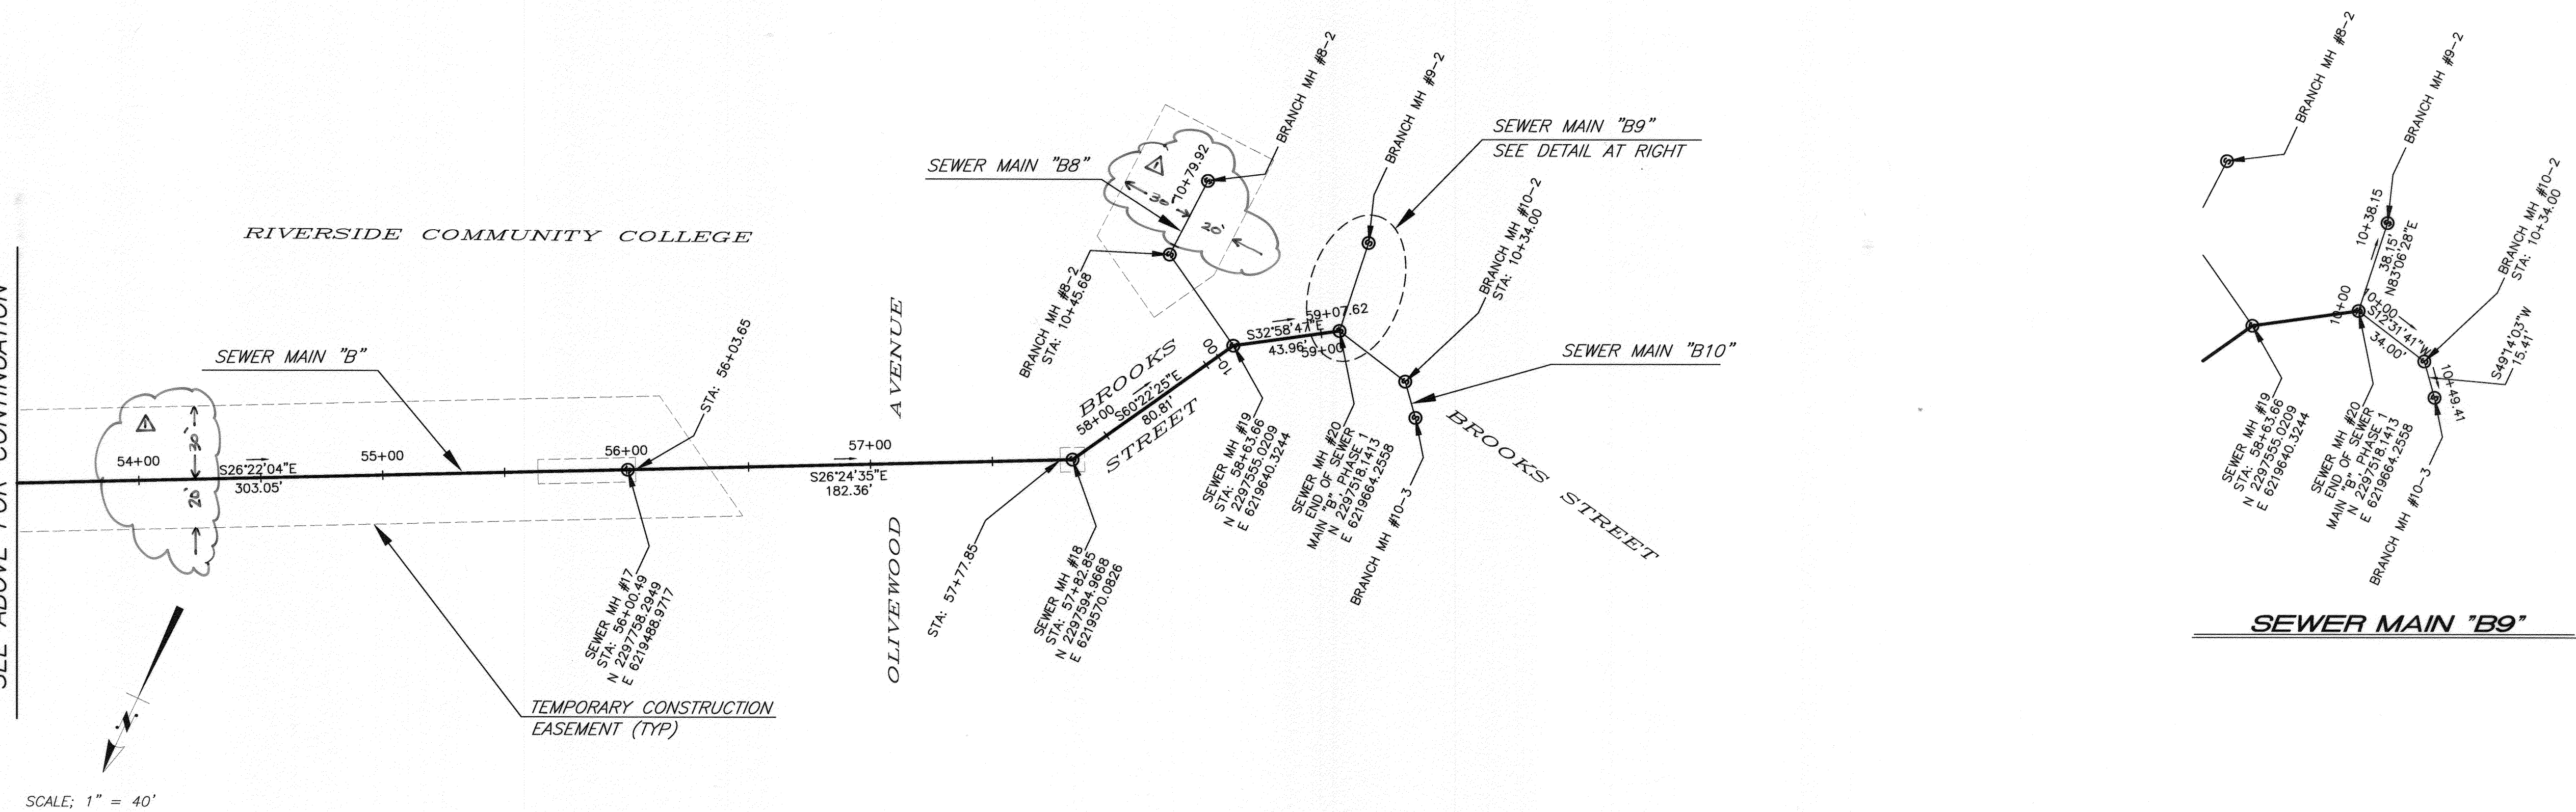 SEE ABOVE FOR CONTINUATION
RIVERSIDE COMMUNITY COLLEGE
SEWER MAIN "B"
54+00
30'
20'
S26°22'04"E
303.05'
55+00
56+00
STA: 56+03.65
SEWER MH #17
STA: 56+00.49
N 2297758.2949
E 6219488.9717
TEMPORARY CONSTRUCTION
EASEMENT (TYP)
SCALE; 1" = 40'
57+00
S26°24'35"E
182.36'
OLIVEWOOD AVENUE
STA: 57+77.85
SEWER MH #18
STA: 57+82.85
N 2297594.9668
E 6219570.0826
BROOKS
STREET
58+00
S60°22'25"E
80.81'
SEWER MAIN "B8"
30'
20'
10+79.92
BRANCH MH #8-2
BRANCH MH #8-2
STA: 10+45.68
10+00
SEWER MH #19
STA: 58+63.66
N 2297555.0209
E 6219640.3244
S32°58'47"E
43.96'
59+00
59+07.62
BRANCH MH #9-2
SEWER MAIN "B9"
SEE DETAIL AT RIGHT
BRANCH MH #10-2
STA: 10+34.00
SEWER MAIN "B10"
SEWER MH #20
END OF SEWER
MAIN "B", PHASE 1
N 2297518.1413
E 6219664.2558
BRANCH MH #10-3
BROOKS STREET
BRANCH MH #8-2
BRANCH MH #9-2
10+38.15
38.15'
N83°06'28"E
BRANCH MH #10-2
STA: 10+34.00
10+00
10+00
S12°31'41"W
34.00'
S49°14'03"W
15.41'
10+49.41
SEWER MH #19
STA: 58+63.66
N 2297555.0209
E 6219640.3244
SEWER MH #20
END OF SEWER
MAIN "B", PHASE 1
N 2297518.1413
E 6219664.2558
BRANCH MH #10-3
SEWER MAIN "B9"